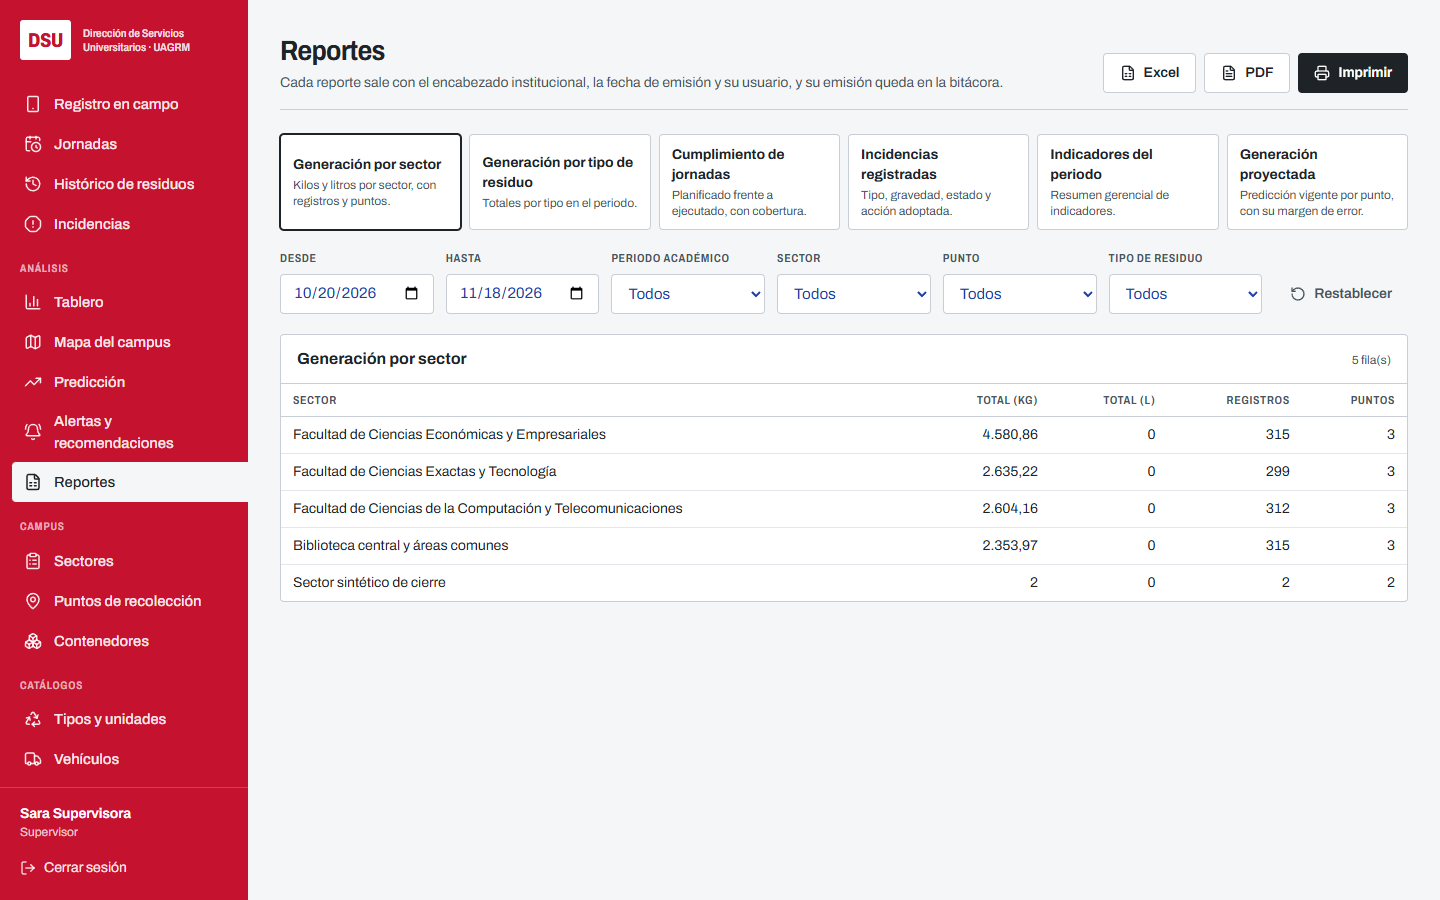 DSU
Dirección de Servicios
Universitarios · UAGRM
Registro en campo
Jornadas
Histórico de residuos
Incidencias
ANÁLISIS
Tablero
Mapa del campus
Predicción
Alertas y
recomendaciones
Reportes
CAMPUS
Sectores
Puntos de recolección
Contenedores
CATÁLOGOS
Tipos y unidades
Vehículos
Sara Supervisora
Supervisor
Cerrar sesión
Reportes
Cada reporte sale con el encabezado institucional, la fecha de emisión y su usuario, y su emisión queda en la bitácora.
Excel
PDF
Imprimir
Generación por sector
Kilos y litros por sector, con
registros y puntos.
Generación por tipo de
residuo
Totales por tipo en el periodo.
Cumplimiento de
jornadas
Planificado frente a
ejecutado, con cobertura.
Incidencias
registradas
Tipo, gravedad, estado y
acción adoptada.
Indicadores del
periodo
Resumen gerencial de
indicadores.
Generación
proyectada
Predicción vigente por punto,
con su margen de error.
DESDE
10/20/2026
HASTA
11/18/2026
PERIODO ACADÉMICO
Todos
SECTOR
Todos
PUNTO
Todos
TIPO DE RESIDUO
Todos
Restablecer
Generación por sector
5 fila(s)
SECTOR TOTAL (KG) TOTAL (L) REGISTROS PUNTOS
Facultad de Ciencias Económicas y Empresariales 4.580,86 0 315 3
Facultad de Ciencias Exactas y Tecnología 2.635,22 0 299 3
Facultad de Ciencias de la Computación y Telecomunicaciones 2.604,16 0 312 3
Biblioteca central y áreas comunes 2.353,97 0 315 3
Sector sintético de cierre 2 0 2 2